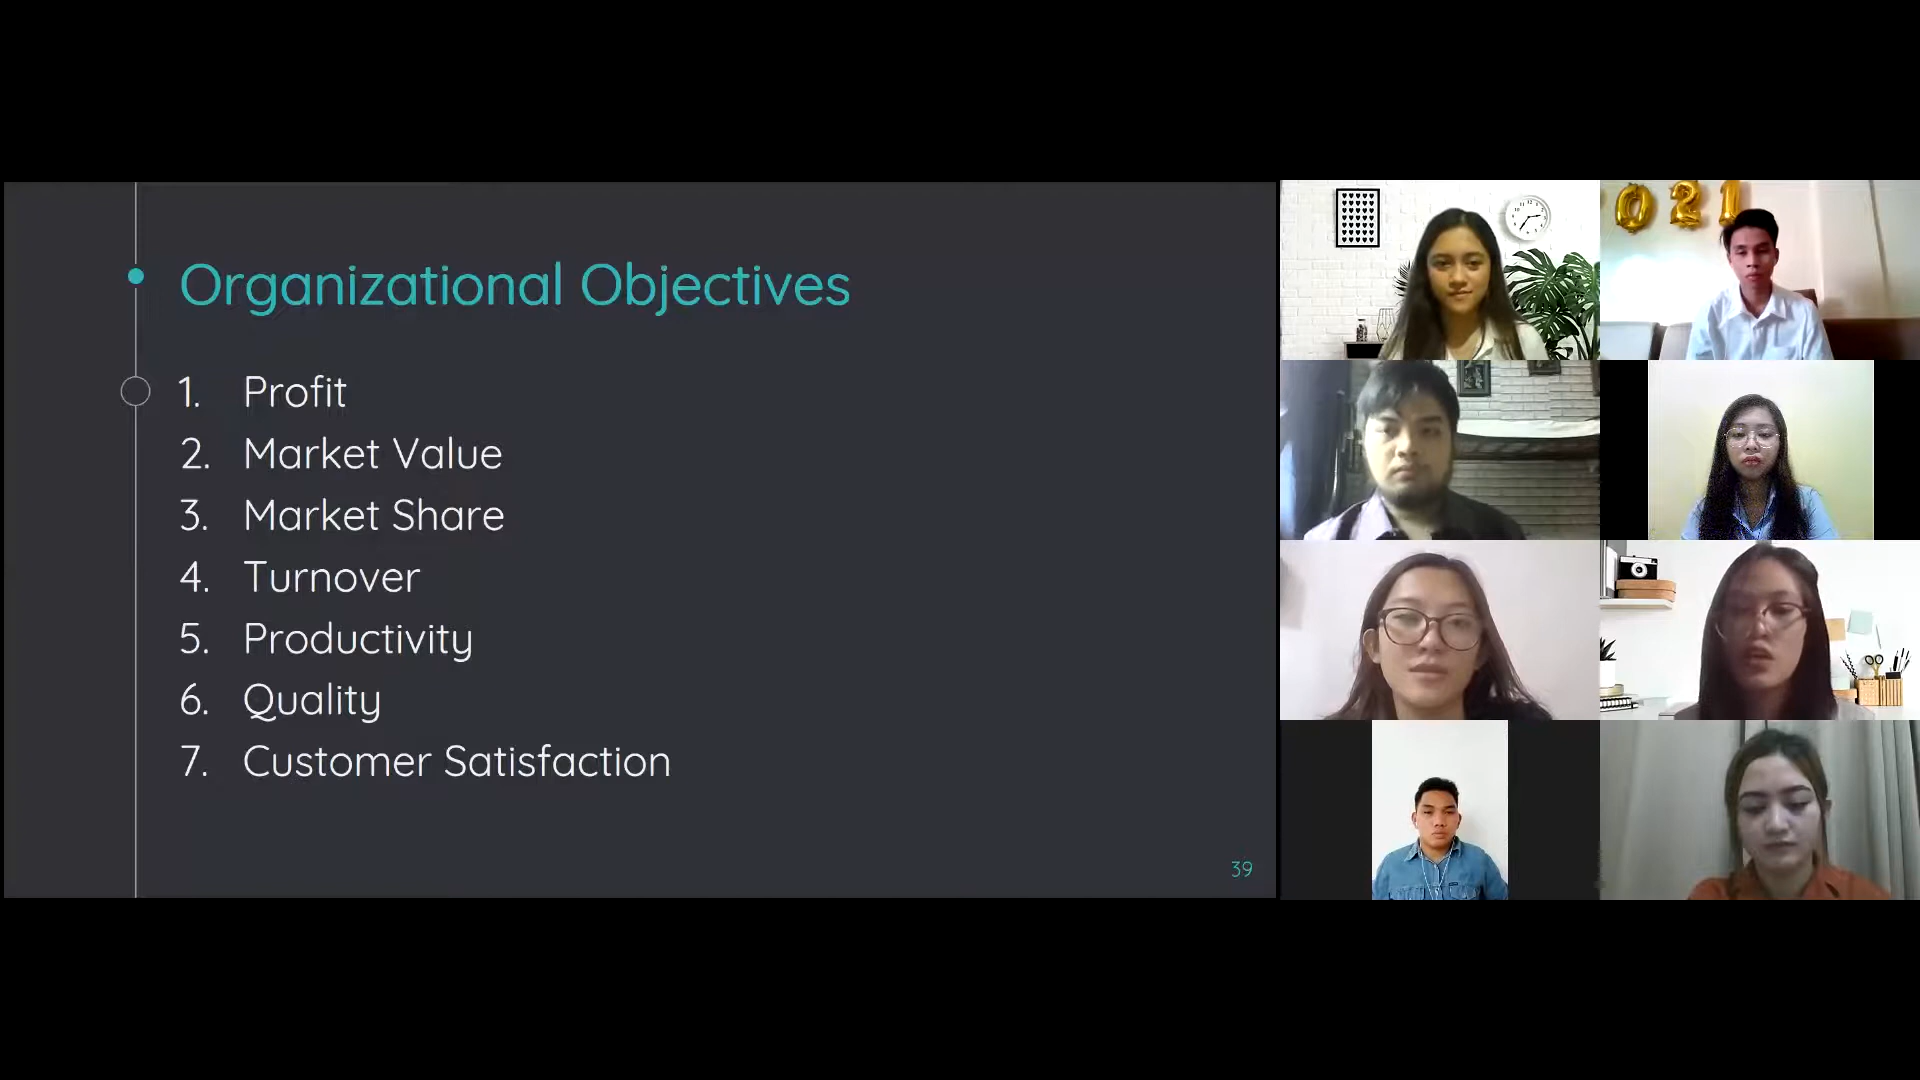 Organizational Objectives
1. Profit
2. Market Value
3. Market Share
4. Turnover
5. Productivity
6. Quality
7. Customer Satisfaction
39
021